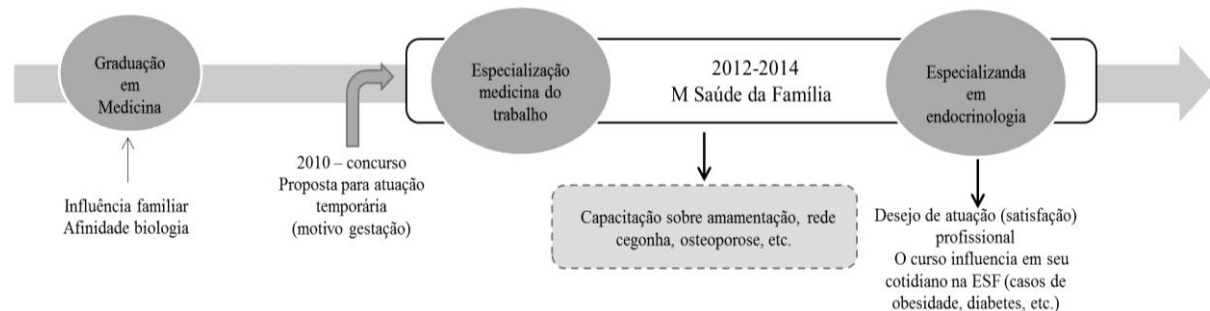 Graduação
em
Medicina
Influência familiar
Afinidade biologia
2010 – concurso
Proposta para atuação
temporária
(motivo gestação)
Especialização
medicina do
trabalho
2012-2014
M Saúde da Família
Capacitação sobre amamentação, rede
cegonha, osteoporose, etc.
Especializanda
em
endocrinologia
Desejo de atuação (satisfação)
profissional
O curso influencia em seu
cotidiano na ESF (casos de
obesidade, diabetes, etc.)